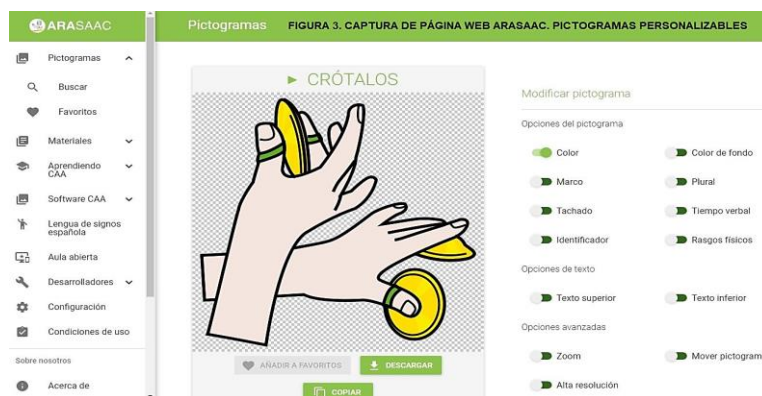 ARASAAC
Pictogramas FIGURA 3. CAPTURA DE PÁGINA WEB ARASAAC. PICTOGRAMAS PERSONALIZABLES
Pictogramas
Buscar
Favoritos
Materiales
Aprendiendo
CAA
Software CAA
Lengua de signos
española
Aula abierta
Desarrolladores
Configuración
Condiciones de uso
Sobre nosotros
Acerca de
CRÓTALOS
AÑADIR A FAVORITOS
DESCARGAR
COPIAR
Modificar pictograma
Opciones del pictograma
Color
Color de fondo
Marco
Plural
Tachado
Tiempo verbal
Identificador
Rasgos físicos
Opciones de texto
Texto superior
Texto inferior
Opciones avanzadas
Zoom
Mover pictogram
Alta resolución